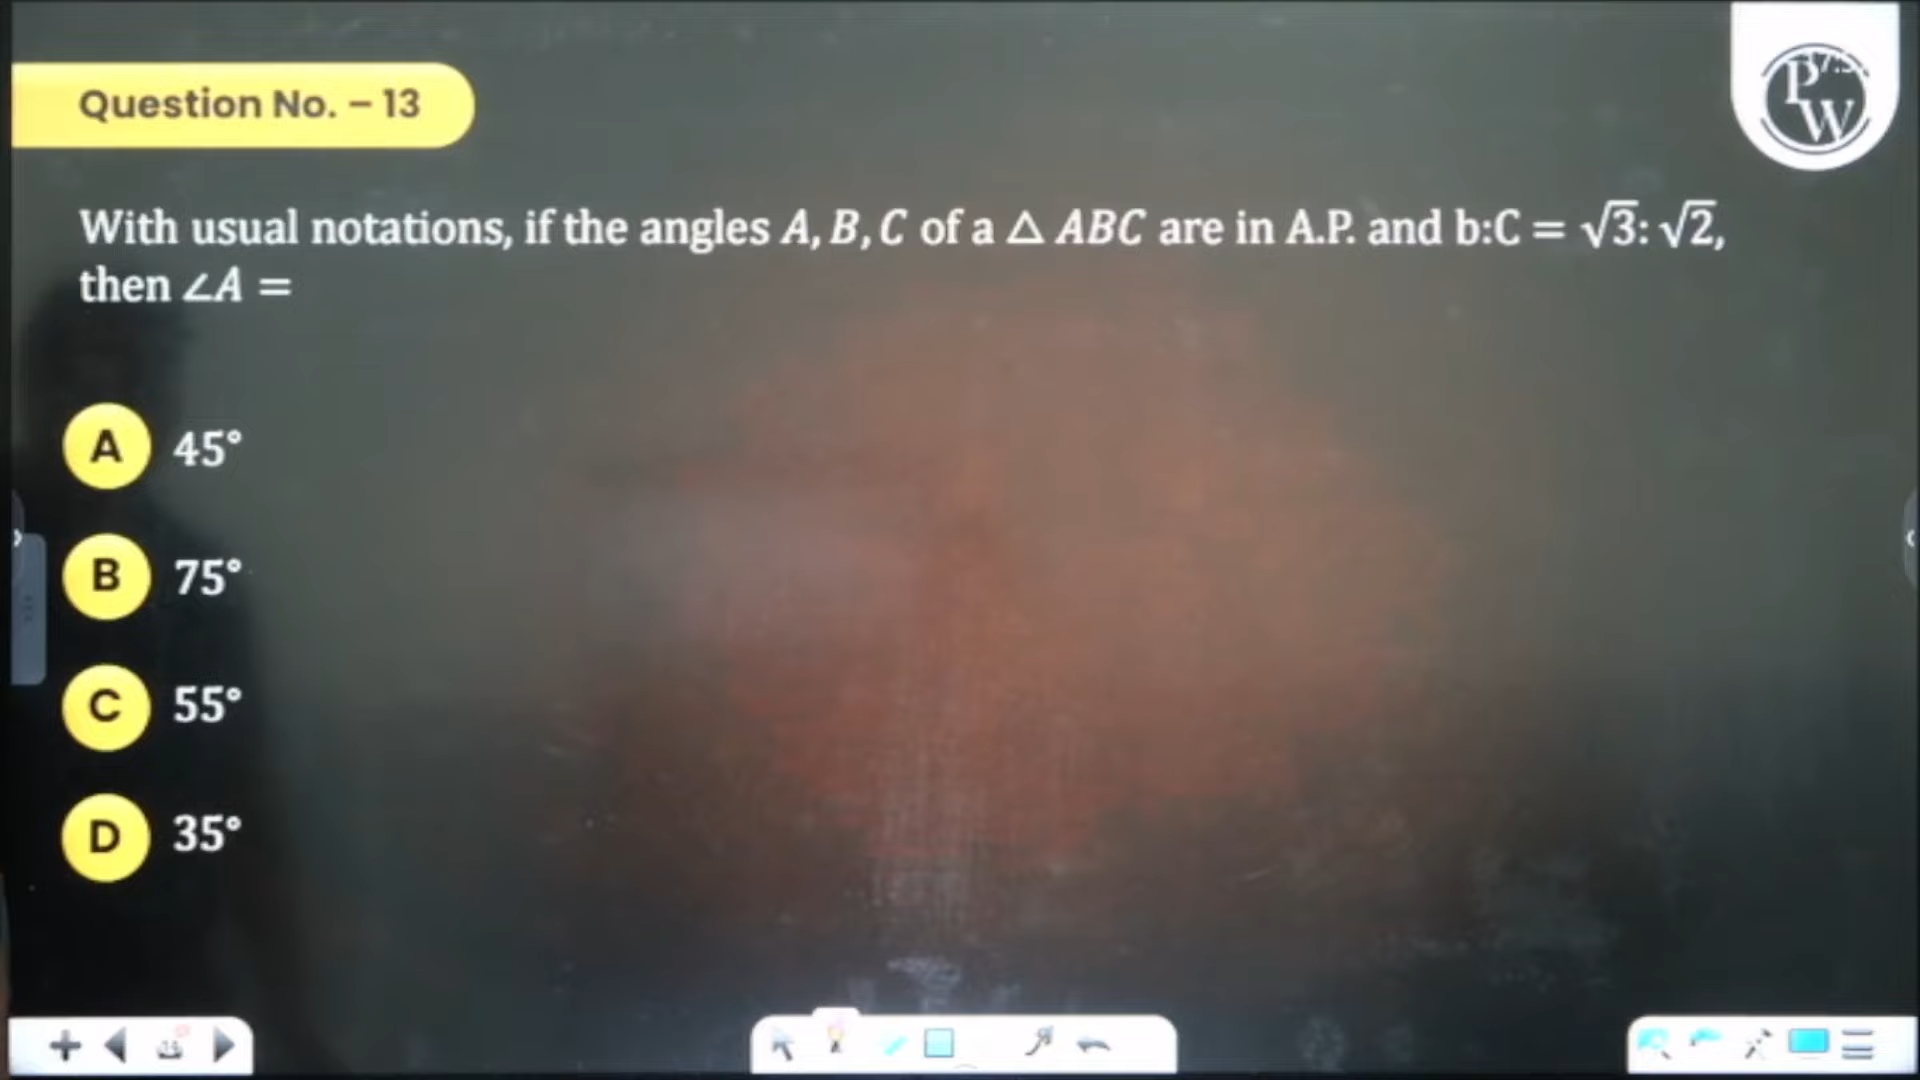 Question No. – 13
P
W
With usual notations, if the angles A, B, C of a △ ABC are in A.P. and b:C = √3: √2,
then ∠A =
A 45°
B 75°
C 55°
D 35°